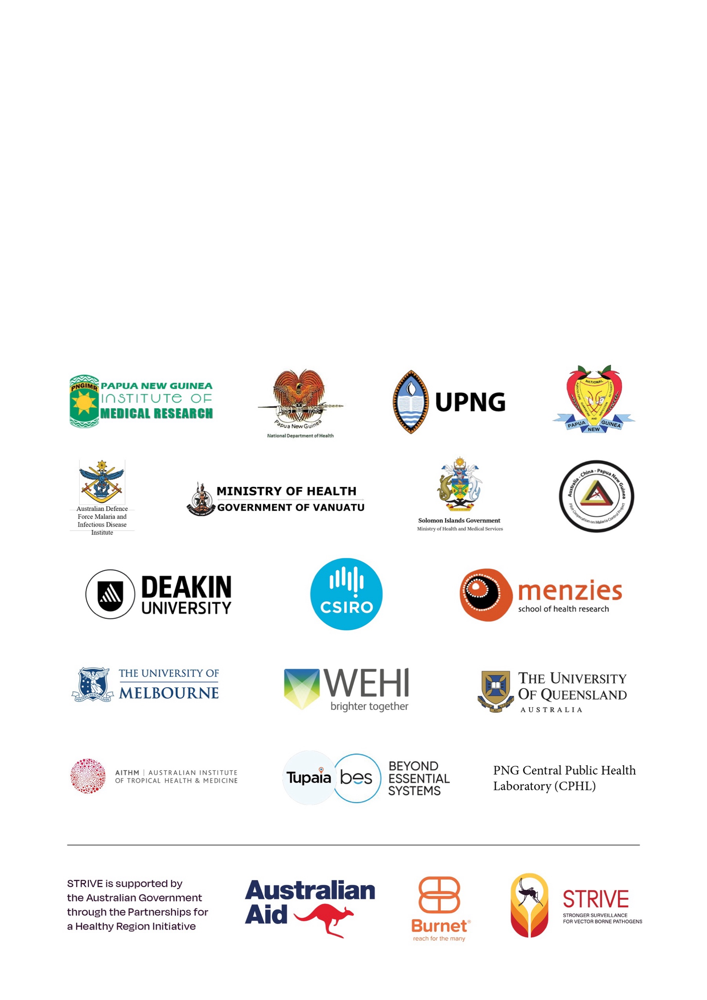 PNGIMR
PAPUA NEW GUINEA
INSTITUTE OF
MEDICAL RESEARCH
Papua New Guinea
National Department of Health
UPNG
NATIONAL
AGRICULTURE
QUARANTINE
AND
INSPECTION
AUTHORITY
PAPUA
NEW
GUINEA
Australian Defence
Force Malaria and
Infectious Disease
Institute
MINISTRY OF HEALTH
GOVERNMENT OF VANUATU
Solomon Islands Government
Ministry of Health and Medical Services
Australia - China - Papua New Guinea
Pilot Cooperation on Malaria Control Project
DEAKIN
UNIVERSITY
CSIRO
menzies
school of health research
POSTERA CRESCAM LAUDE
THE UNIVERSITY OF
MELBOURNE
WEHI
brighter together
AC
THE UNIVERSITY
OF QUEENSLAND
AUSTRALIA
AITHM | AUSTRALIAN INSTITUTE
OF TROPICAL HEALTH & MEDICINE
Tupaia
bes
BEYOND
ESSENTIAL
SYSTEMS
PNG Central Public Health
Laboratory (CPHL)
STRIVE is supported by
the Australian Government
through the Partnerships for
a Healthy Region Initiative
Australian
Aid
Burnet®
reach for the many
STRIVE
STRONGER SURVEILLANCE
FOR VECTOR BORNE PATHOGENS